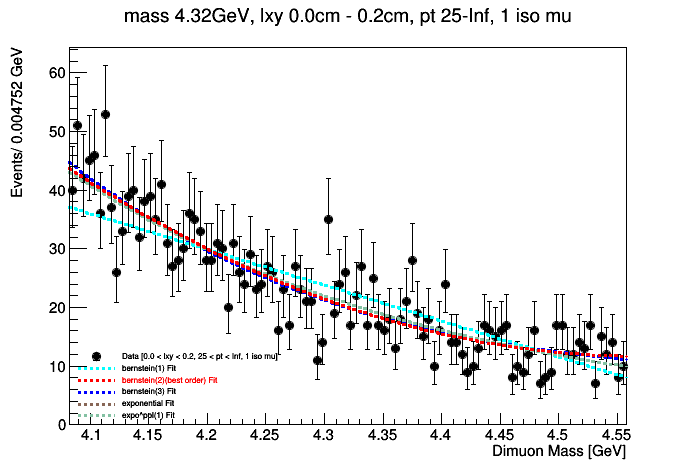 mass 4.32GeV, lxy 0.0cm - 0.2cm, pt 25-Inf, 1 iso mu
Events/ 0.004752 GeV
60
50
40
30
20
10
0
Data [0.0 < lxy < 0.2, 25 < pt < Inf, 1 iso mu]
bernstein(1) Fit
bernstein(2)(best order) Fit
bernstein(3) Fit
exponential Fit
expo*ppl(1) Fit
4.1 4.15 4.2 4.25 4.3 4.35 4.4 4.45 4.5 4.55
Dimuon Mass [GeV]